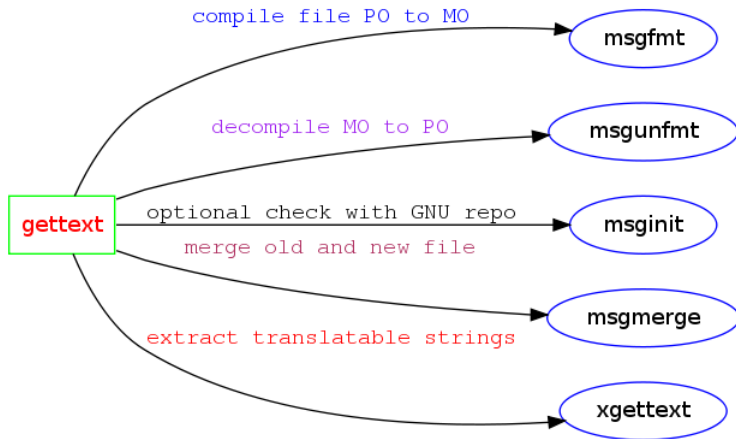 compile file PO to MO
msgfmt
decompile MO to PO
msgunfmt
gettext
optional check with GNU repo
msginit
merge old and new file
msgmerge
extract translatable strings
xgettext